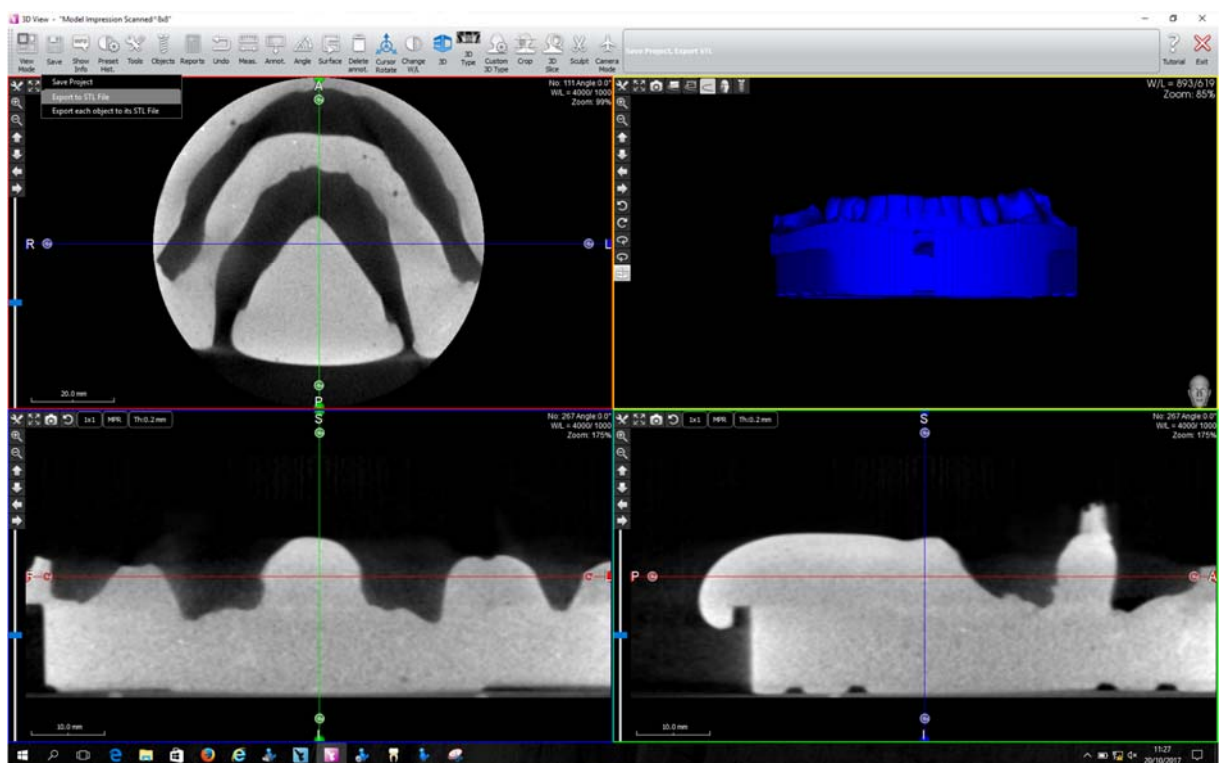 3D View - "Model Impression Scanned^8x8"
View Mode
Save
Show Info
Preset Hist.
Tools
Objects
Reports
Undo
Meas.
Annot.
Angle
Surface
Delete annot.
Cursor Rotate
Change W/L
3D
3D Type
Custom 3D Type
Crop
3D Slice
Sculpt
Camera Mode
Save Project, Export STL
Tutorial
Exit
Save Project
Export to STL File
Export each object to its STL File
No: 111 Angle 0.0°
W/L = 4000/ 1000
Zoom: 99%
A
R
L
P
20.0 mm
W/L = 893/619
Zoom: 85%
1x1 MPR Th:0.2 mm
S
No: 267 Angle 0.0°
W/L = 4000/ 1000
Zoom: 175%
I
10.0 mm
1x1 MPR Th:0.2 mm
S
No: 267 Angle 0.0°
W/L = 4000/ 1000
Zoom: 175%
P
A
I
10.0 mm
11:27
20/10/2017